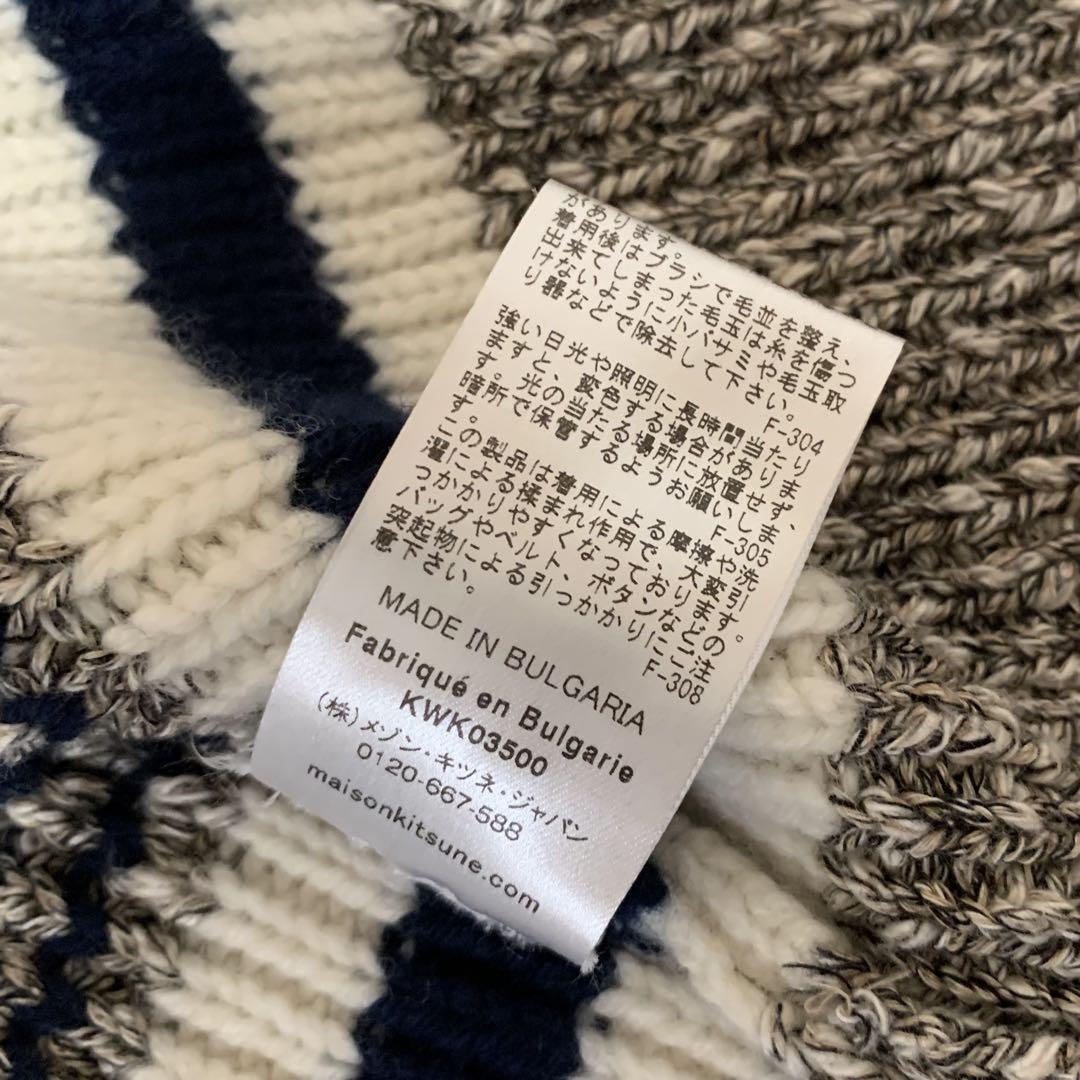 があります。
着用後はブラシで毛並を整え、
出来てしまった毛玉は糸を傷つ
けないように小バサミや毛玉取
り器などで除去して下さい。
F-304
強い日光や照明に長時間当たり
ますと、変色する場合がありま
す。光の当たる場所に放置せず、
暗所で保管するようお願いしま
す。
F-305
この製品は着用による摩擦や洗
濯による揉まれ作用で、大変引
っかかりやすくなっております。
バッグやベルト、ボタンなどの
突起物による引っかかりにご注
意下さい。
F-308
MADE IN BULGARIA
Fabriqué en Bulgarie
KWK03500
(株)メゾン・キツネ・ジャパン
0120-667-588
maisonkitsune.com